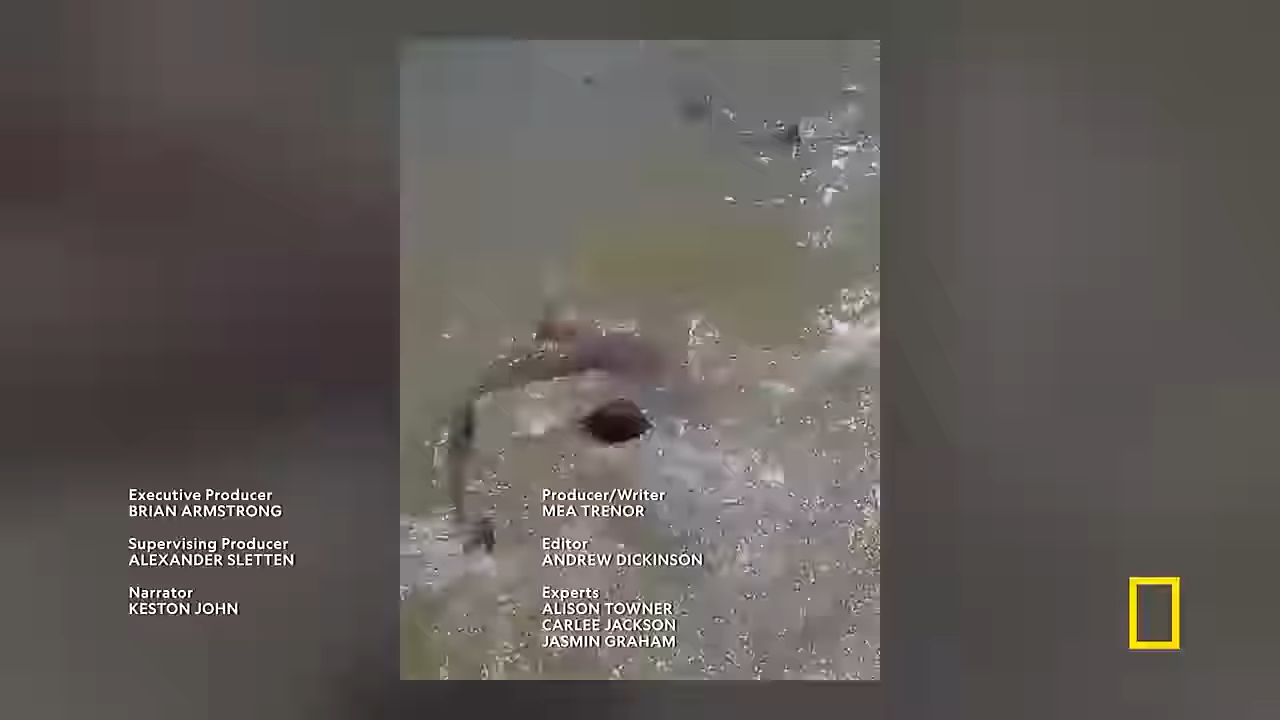 Executive Producer
BRIAN ARMSTRONG
Supervising Producer
ALEXANDER SLETTEN
Narrator
KESTON JOHN
Producer/Writer
MEA TRENOR
Editor
ANDREW DICKINSON
Experts
ALISON TOWNER
CARLEE JACKSON
JASMIN GRAHAM